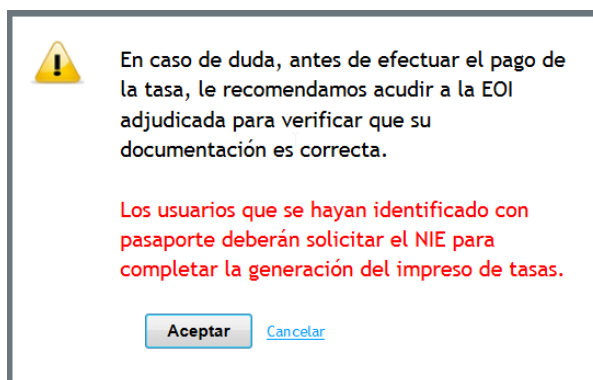 En caso de duda, antes de efectuar el pago de
la tasa, le recomendamos acudir a la EOI
adjudicada para verificar que su
documentación es correcta.
Los usuarios que se hayan identificado con
pasaporte deberán solicitar el NIE para
completar la generación del impreso de tasas.
Aceptar Cancelar